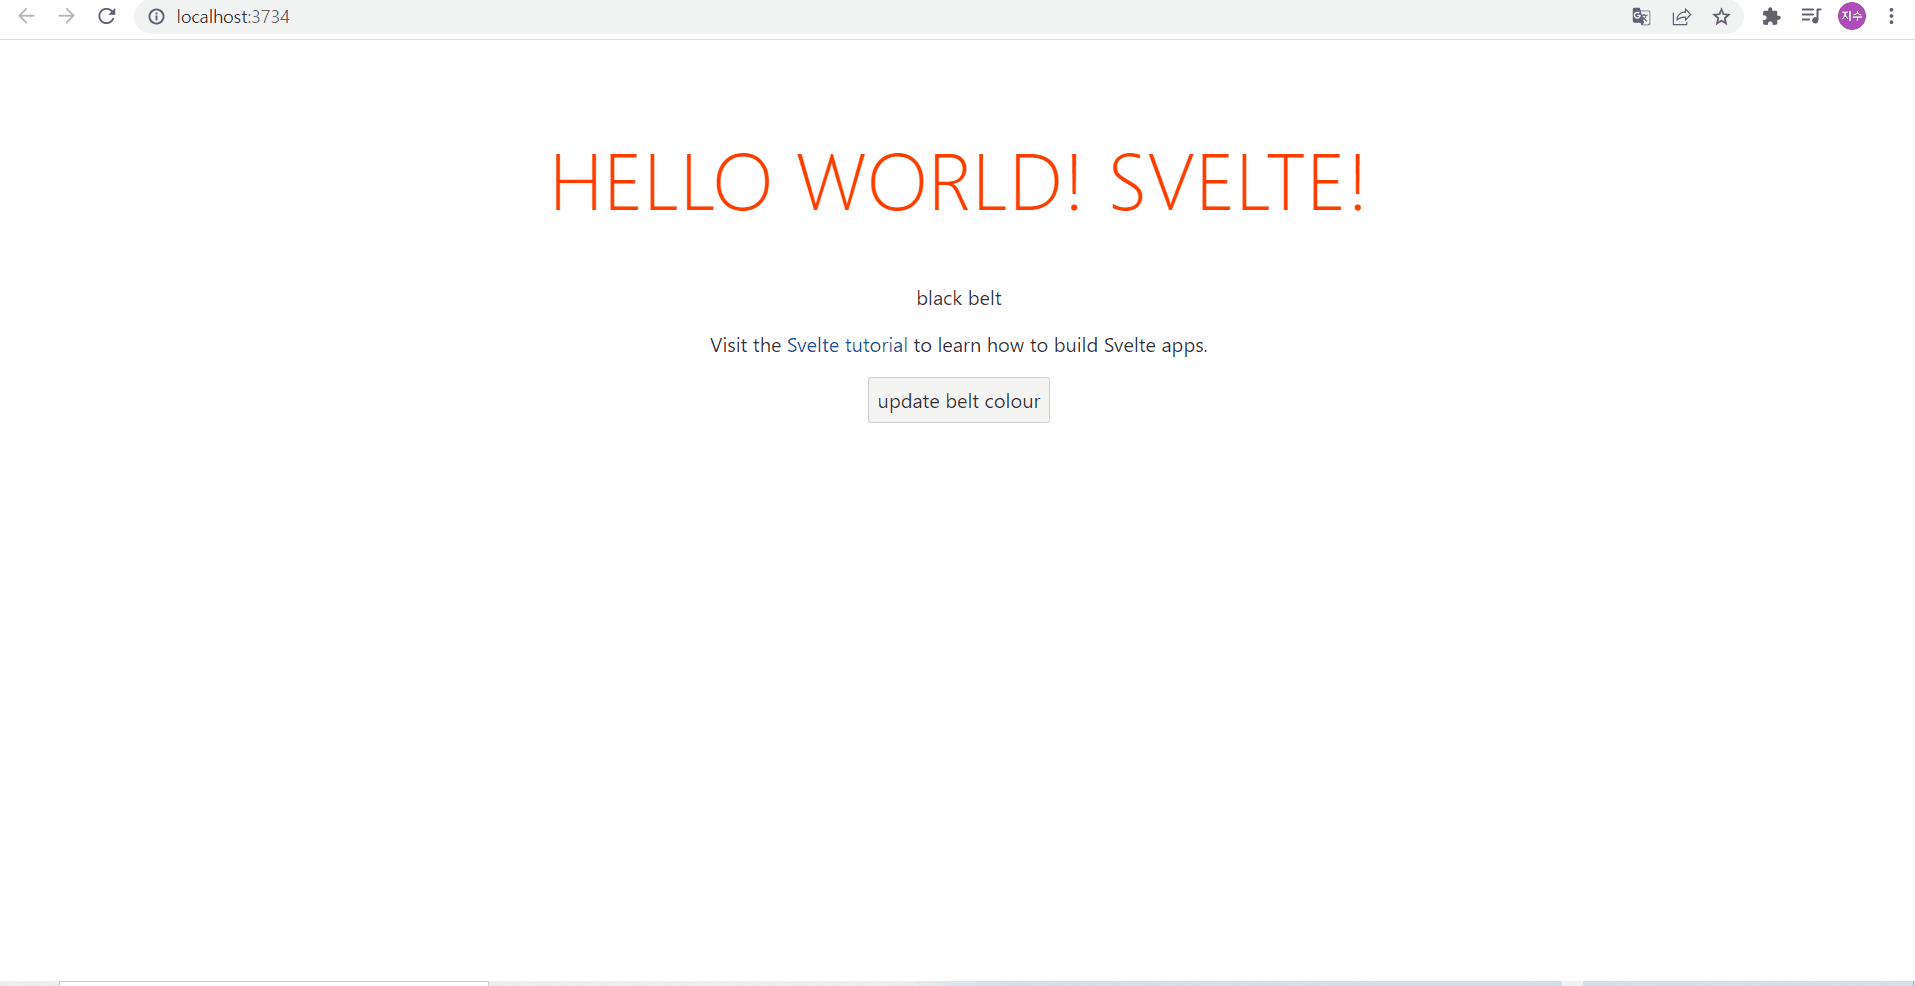 localhost:3734
지수
HELLO WORLD! SVELTE!
black belt
Visit the Svelte tutorial to learn how to build Svelte apps.
update belt colour